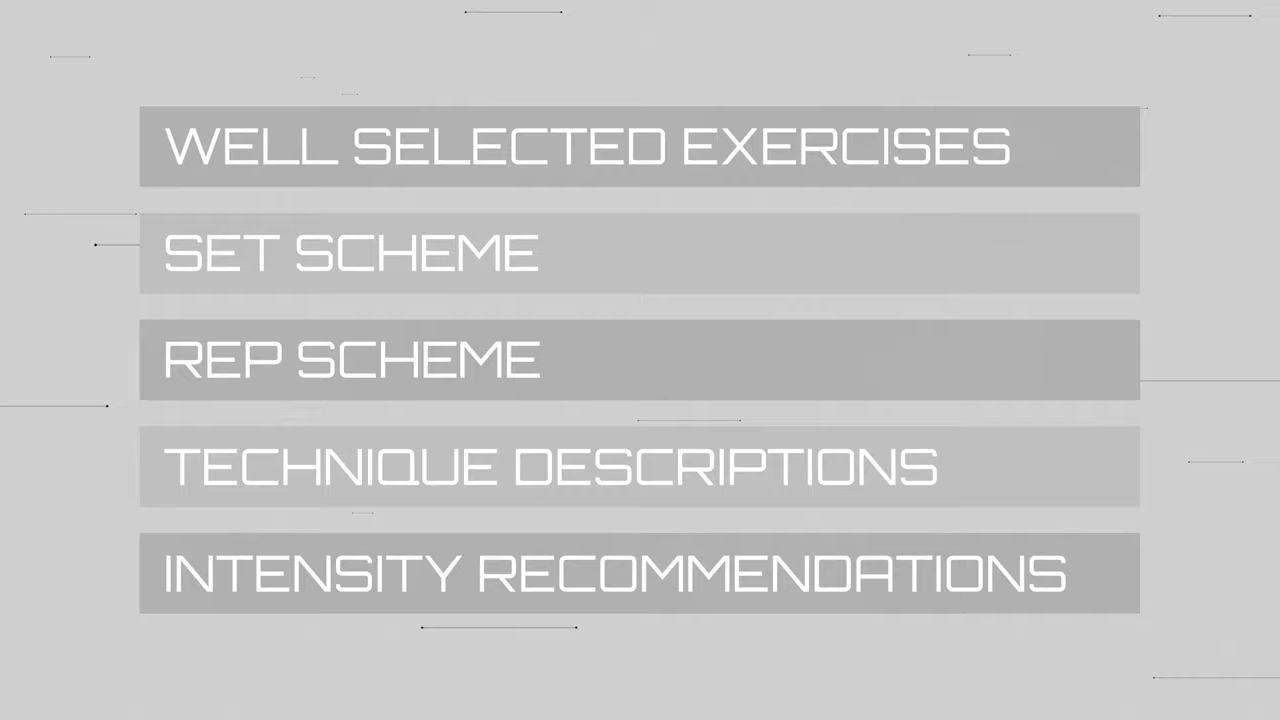 WELL SELECTED EXERCISES
SET SCHEME
REP SCHEME
TECHNIQUE DESCRIPTIONS
INTENSITY RECOMMENDATIONS